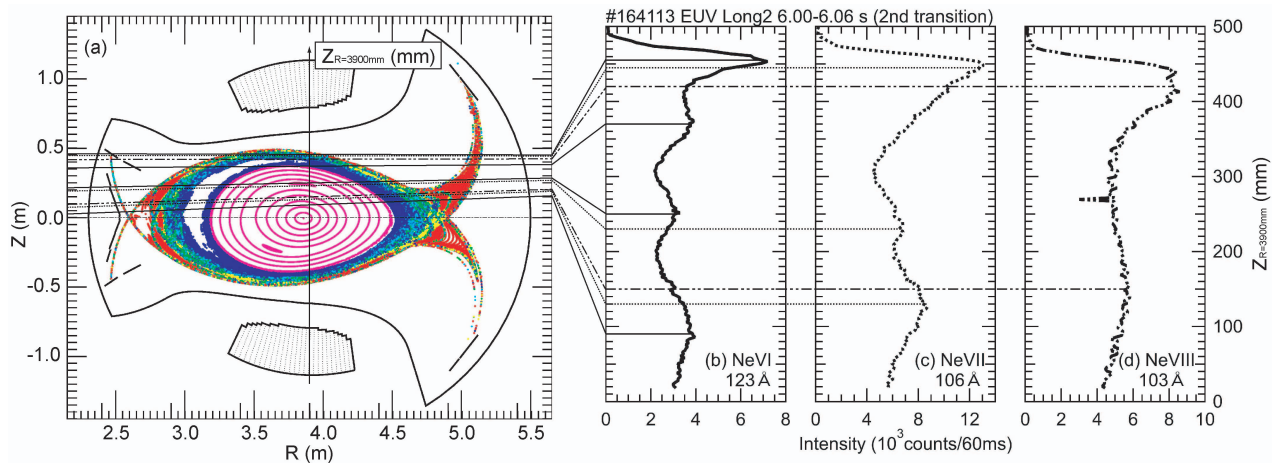 #164113 EUV Long2 6.00-6.06 s (2nd transition)
(a)
Z R=3900mm (mm)
Z (m)
1.0
0.5
0.0
-0.5
-1.0
2.5 3.0 3.5 4.0 4.5 5.0 5.5
R (m)
(b) NeVI
123 Å
0 2 4 6 8
(c) NeVII
106 Å
0 4 8 12
(d) NeVIII
103 Å
0 2 4 6 8 10
Intensity (10³ counts/60ms)
500
400
300
200
100
0
Z R=3900mm (mm)